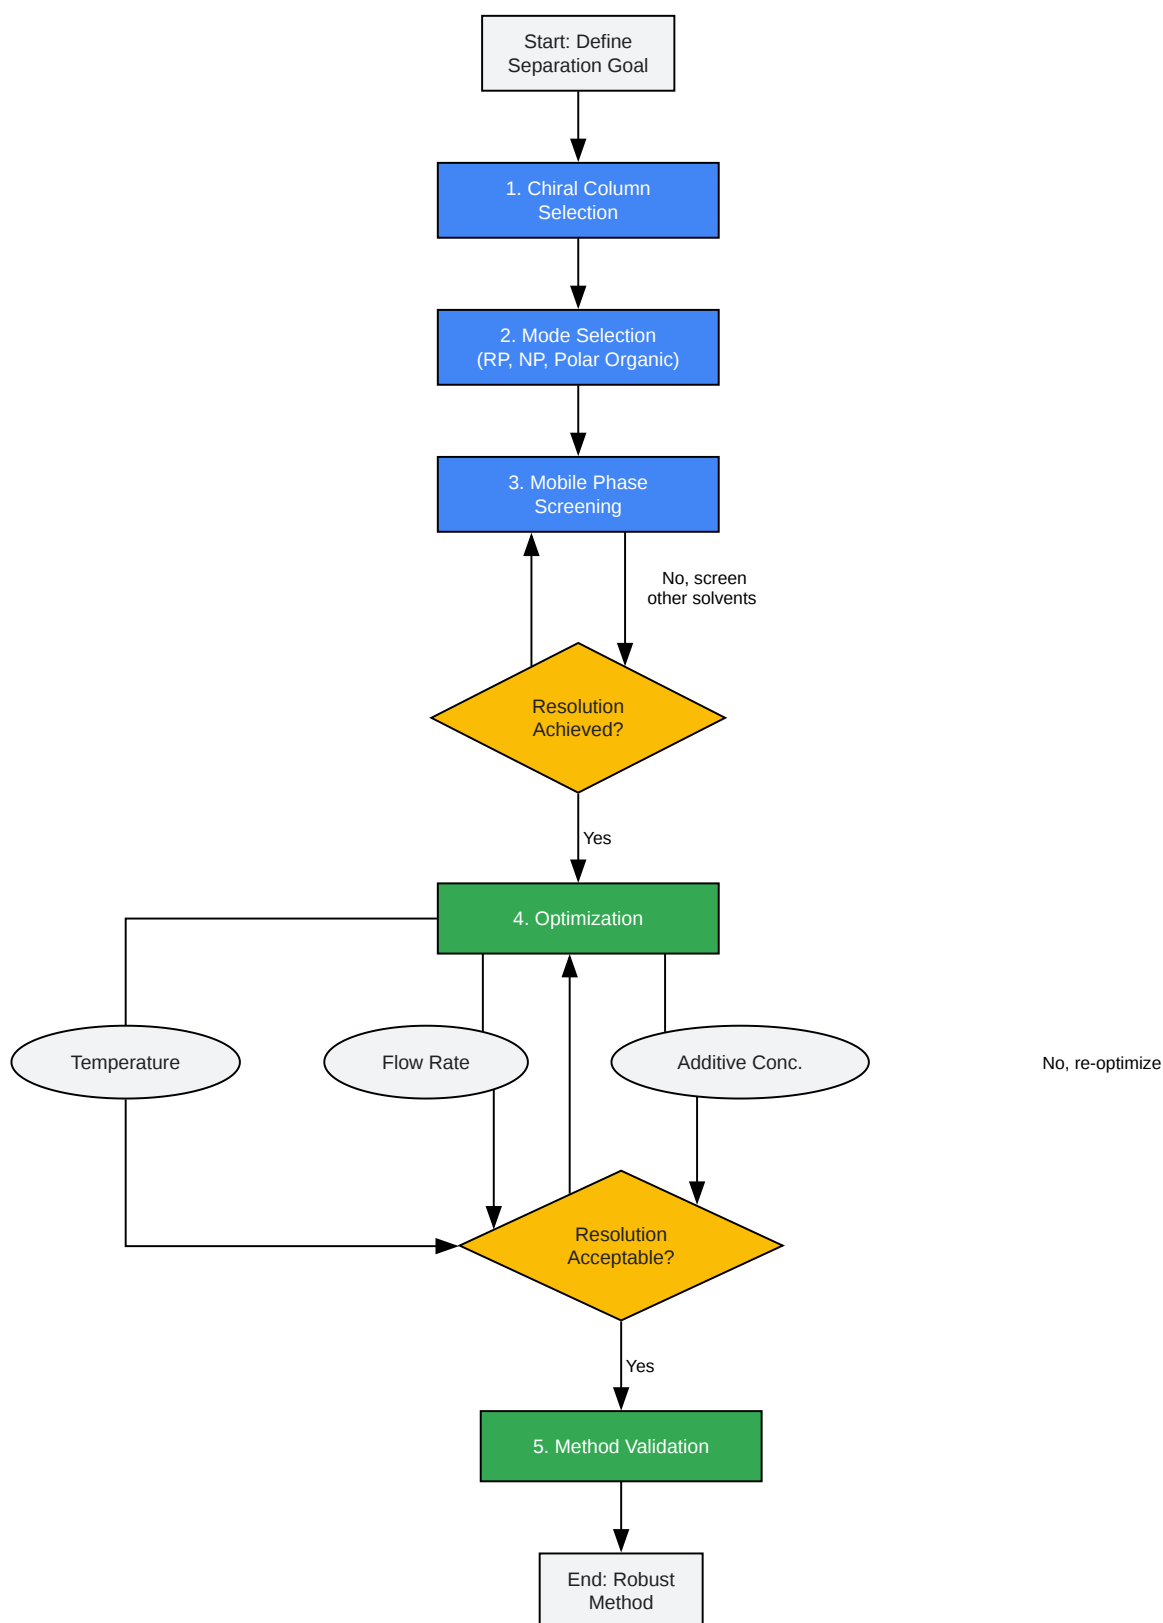 Start: Define
Separation Goal
1. Chiral Column
Selection
2. Mode Selection
(RP, NP, Polar Organic)
3. Mobile Phase
Screening
No, screen
other solvents
Resolution
Achieved?
Yes
4. Optimization
Temperature
Flow Rate
Additive Conc.
No, re-optimize
Resolution
Acceptable?
Yes
5. Method Validation
End: Robust
Method